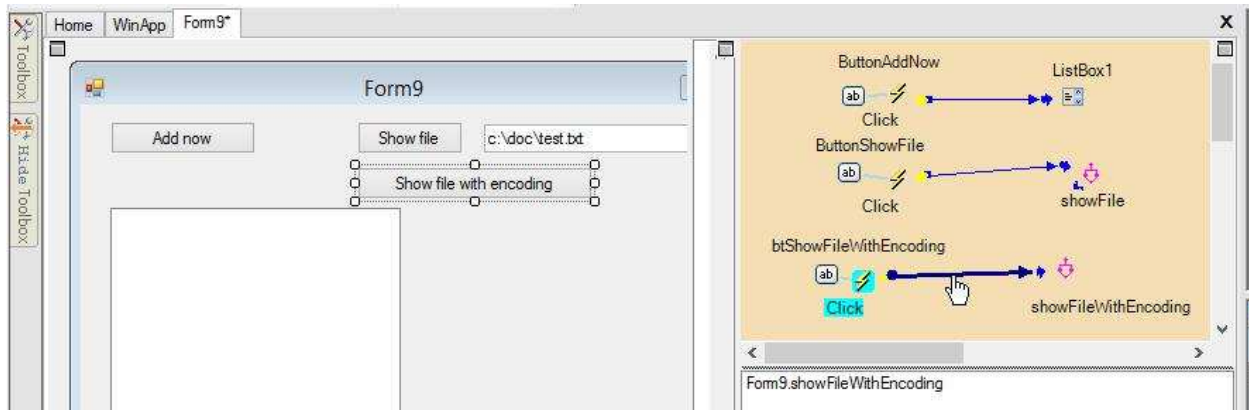 Home WinApp Form9*
Toolbox
Hide Toolbox
Form9
Add now
Show file
c:\doc\test.txt
Show file with encoding
ButtonAddNow
ListBox1
ab
Click
ButtonShowFile
ab
Click
showFile
btShowFileWithEncoding
ab
Click
showFileWithEncoding
Form9.showFileWithEncoding